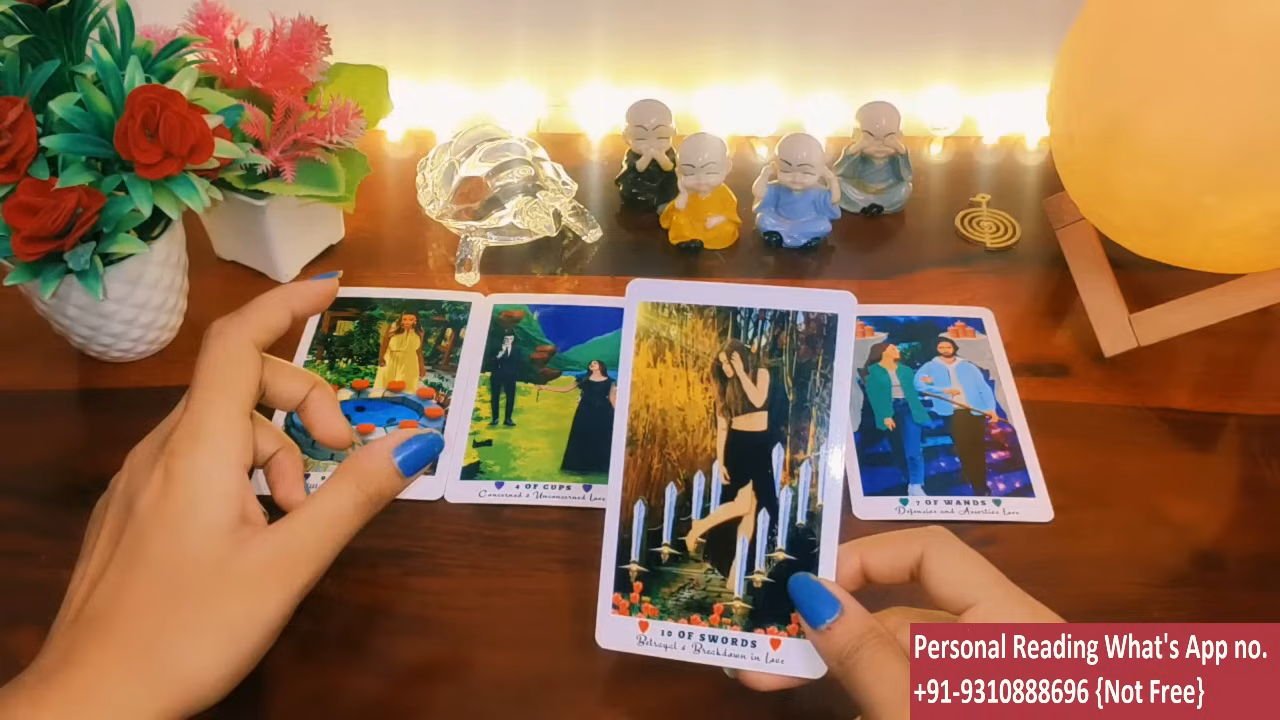 4 OF CUPS
Concerned & Unconcerned Love
10 OF SWORDS
Betrayal & Breakdown in Love
7 OF WANDS
Defensive and Assertive Love
Personal Reading What's App no.
+91-9310888696 {Not Free}